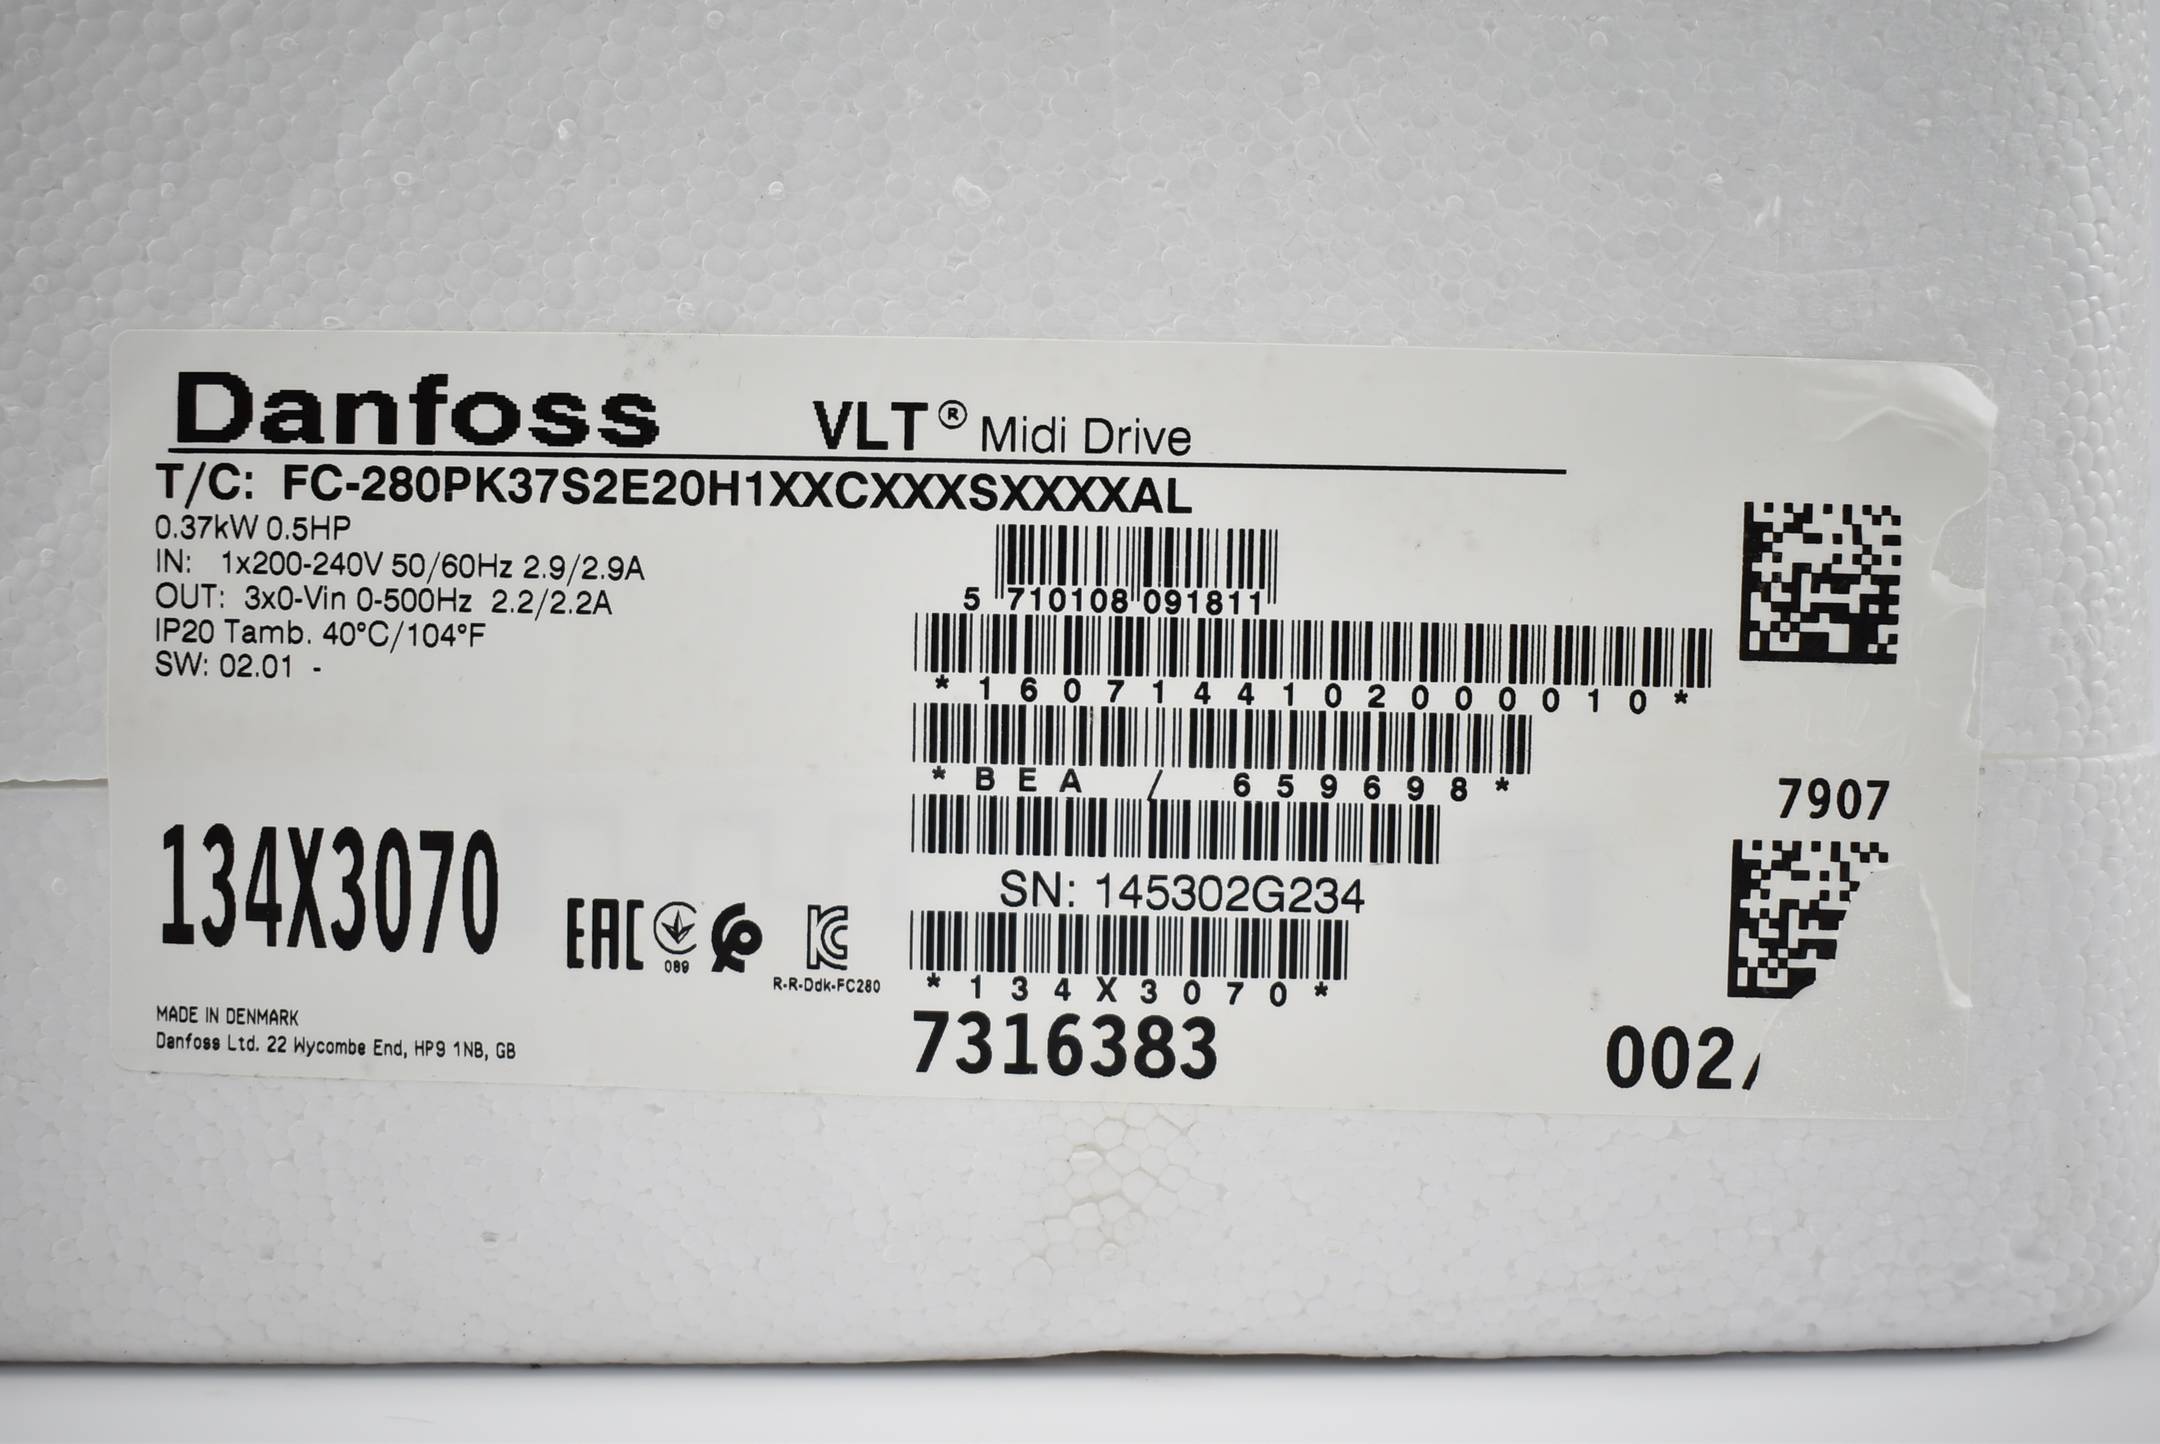 Danfoss VLT® Midi Drive
T/C: FC-280PK37S2E20H1XXCXXXSXXXXAL
0.37kW 0.5HP
IN: 1x200-240V 50/60Hz 2.9/2.9A
OUT: 3x0-Vin 0-500Hz 2.2/2.2A
IP20 Tamb. 40°C/104°F
SW: 02.01 -
5 710108 091811
*160714410200010*
*BEA / 659698*
7907
SN: 145302G234
134X3070
EAC
089
R-R-Ddk-FC280
*134X3070*
MADE IN DENMARK
Danfoss Ltd. 22 Wycombe End, HP9 1NB, GB
7316383
002